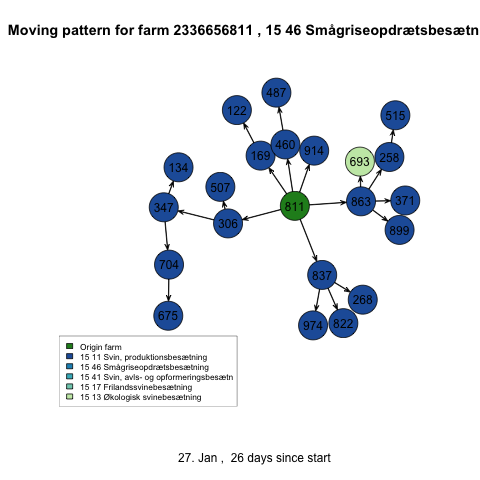 Moving pattern for farm 2336656811 , 15 46 Smågriseopdrætsbesætn
487
122
515
460
169
914
258
693
134
507
863
371
347
811
306
899
704
837
268
675
974
822
Origin farm
15 11 Svin, produktionsbesætning
15 46 Smågriseopdrætsbesætning
15 41 Svin, avls- og opformeringsbesætn
15 17 Frilandssvinebesætning
15 13 Økologisk svinebesætning
27. Jan ,  26 days since start